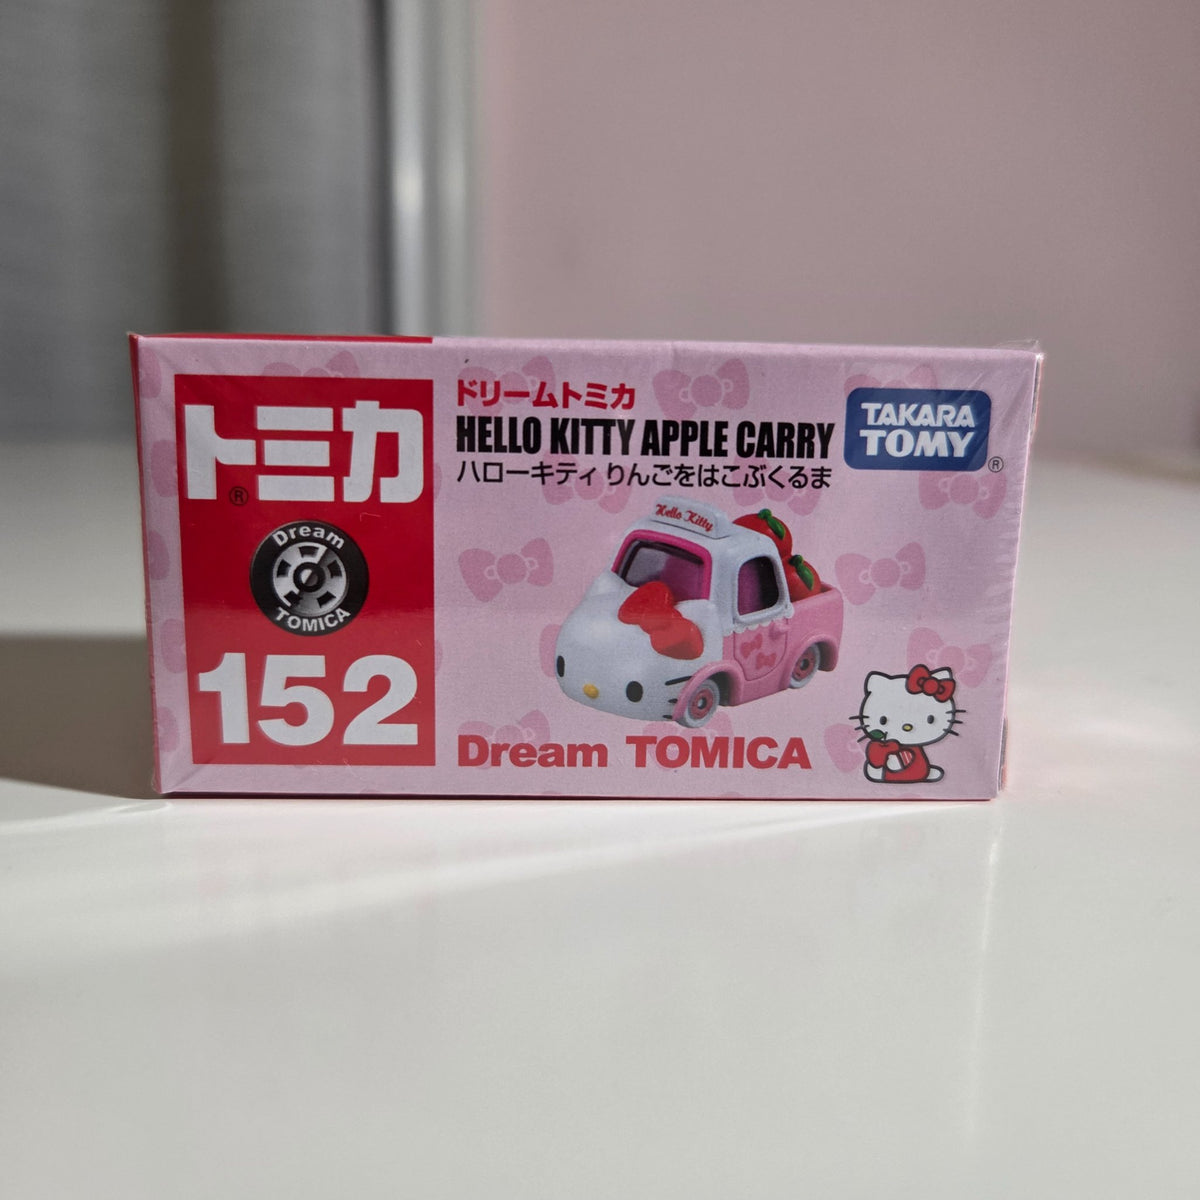 トミカ
®
Dream
TOMICA
152
ドリームトミカ
HELLO KITTY APPLE CARRY
ハローキティ りんごをはこぶくるま
TAKARA
TOMY
®
Hello Kitty
Dream TOMICA